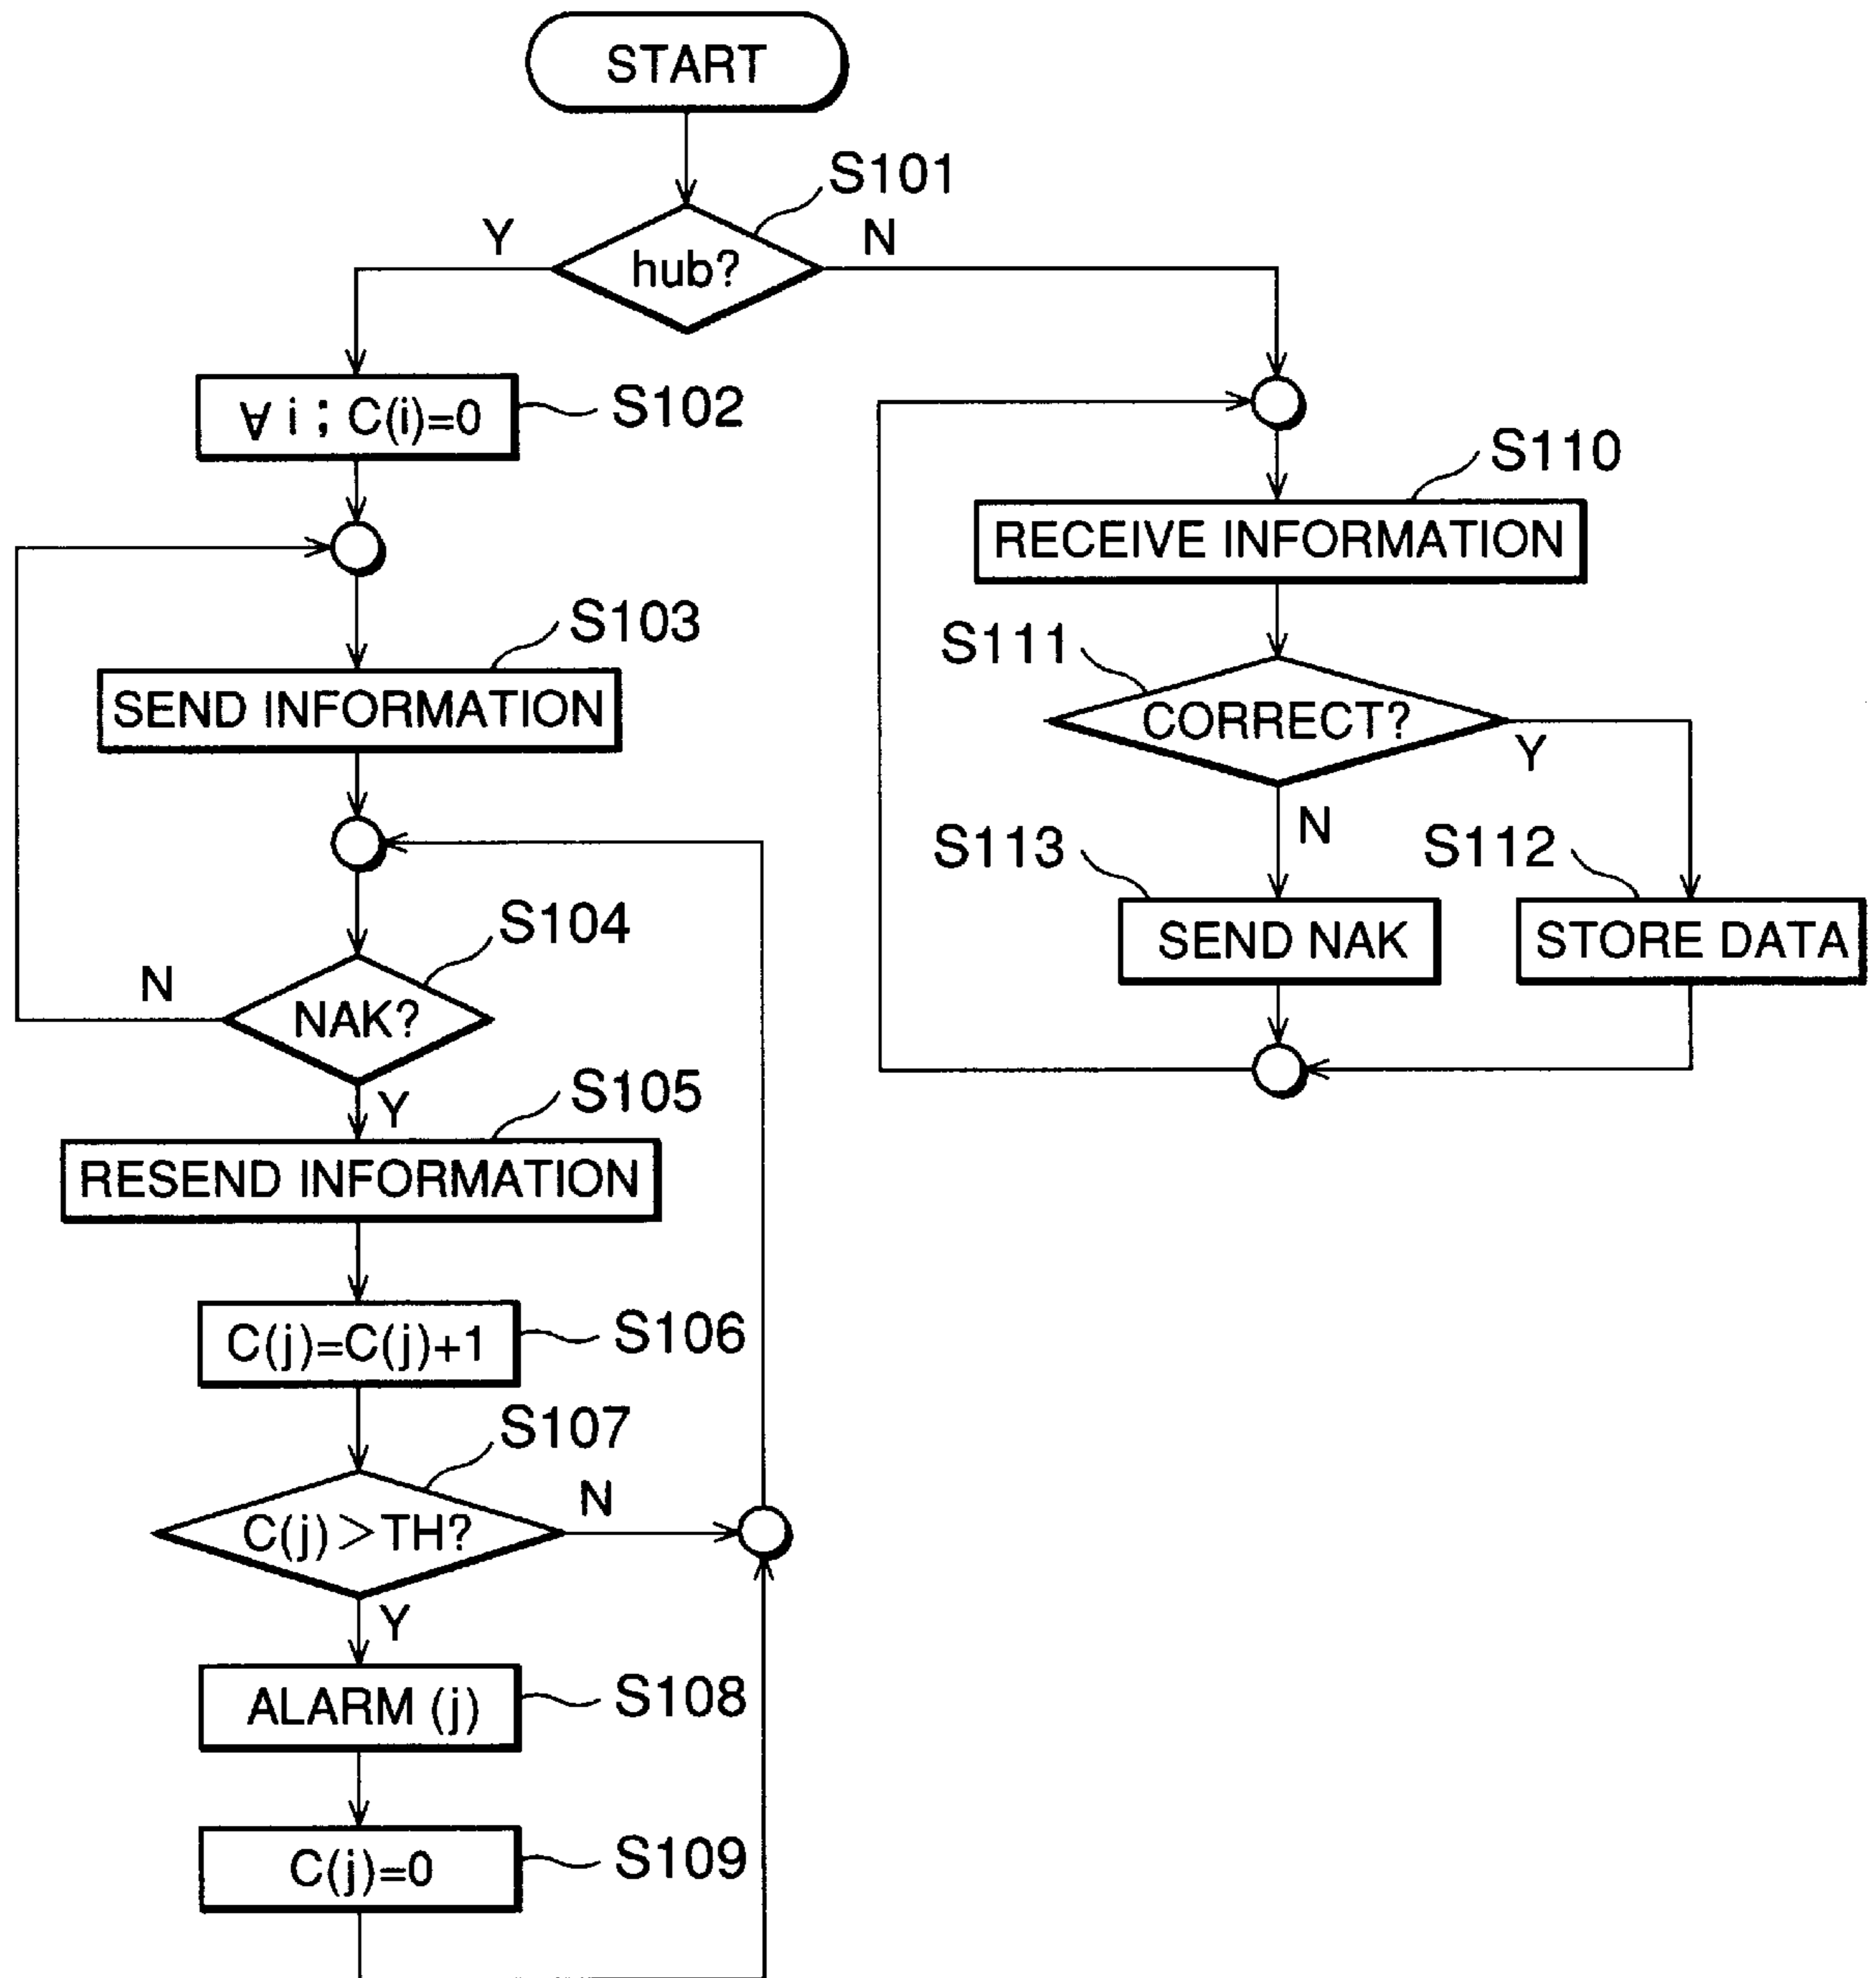 START
S101
Y
N
hub?
∀ i ; C(i)=0
S102
S103
SEND INFORMATION
S104
N
NAK?
Y
S105
RESEND INFORMATION
C(j)=C(j)+1
S106
S107
C(j)>TH?
N
Y
ALARM (j)
S108
C(j)=0
S109
S110
RECEIVE INFORMATION
S111
CORRECT?
Y
N
S113
SEND NAK
S112
STORE DATA